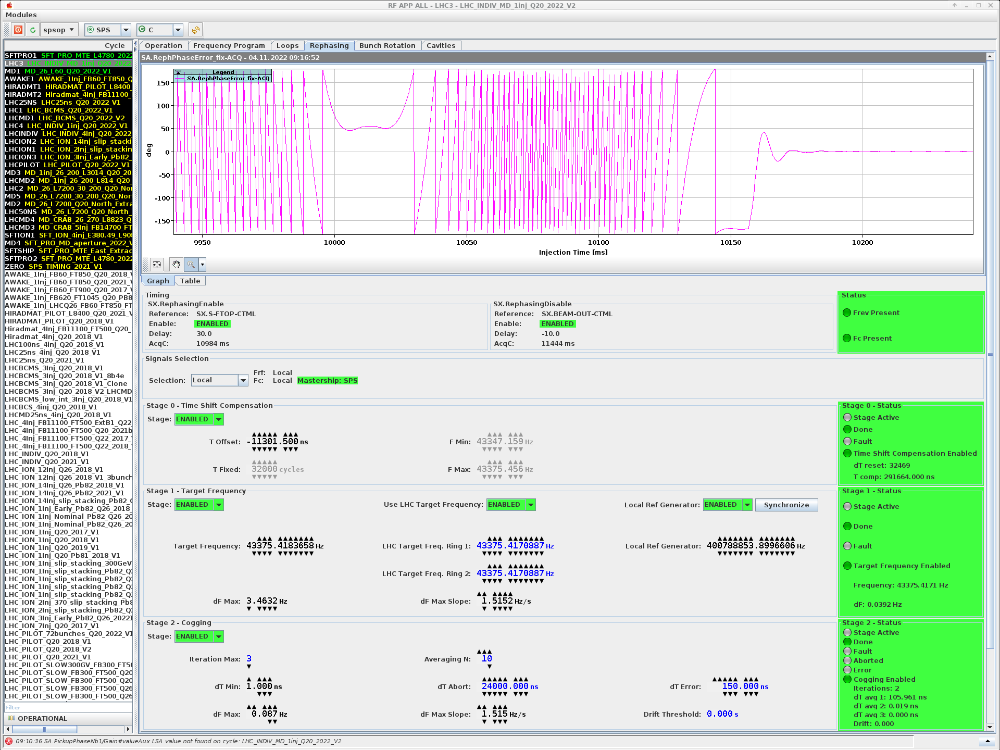 RF APP ALL - LHC3 - LHC_INDIV_MD_1inj_Q20_2022_V2
Modules
spsop SPS C
Cycle
SFTPRO1 SFT_PRO_MTE_L4780_2022
LHC3 LHC_INDIV_MD_1inj_Q20_2022
MD1 MD_26_L60_Q20_2022_V1
AWAKE1 AWAKE_1Inj_FB60_FT850_Q
HIRADMT1 HIRADMAT_PILOT_L8400_
HIRADMT2 Hiradmat_4Inj_FB11100_
LHC25NS LHC25ns_Q20_2022_V1
LHC1 LHC_BCMS_Q20_2022_V1
LHCMD1 LHC_BCMS_Q20_2022_V2
LHC4 LHC_INDIV_1inj_Q20_2022_V1
LHCINDIV LHC_INDIV_4Inj_Q20_2022_
LHCION2 LHC_ION_14Inj_slip_stacki
LHCION1 LHC_ION_2Inj_slip_stackin
LHCION3 LHC_ION_3Inj_Early_Pb82_
LHCPILOT LHC_PILOT_Q20_2022_V1
MD3 MD_1inj_26_200_L3014_Q20_20
LHCMD2 MD_1inj_26_200_L814_Q20_
LHC2 MD_26_L7200_30_200_Q20_Nor
MD5 MD_26_L7200_30_200_Q20_Nort
MD2 MD_26_L7200_Q20_North_Extra
LHC50NS MD_26_L7200_Q20_North_
LHCMD4 MD_CRAB_26_270_L8823_Q
LHCMD3 MD_CRAB_5Inj_FB14700_FT
SFTION1 SFT_ION_4inj_E380.49_L90
MD4 SFT_PRO_MD_aperture_2022_V
SFTSHIP SFT_PRO_MTE_East_Extrac
SFTPRO2 SFT_PRO_MTE_L4780_2022
ZERO SPS_TIMING_2021_V1
AWAKE_1Inj_FB60_FT850_Q20_2018_V
AWAKE_1Inj_FB60_FT850_Q20_2021_V
AWAKE_1Inj_FB60_FT900_Q20_2017_V
AWAKE_1Inj_FB620_FT1045_Q20_PB8
AWAKE_1Inj_LHCQ26_FB60_FT850_FT
HIRADMAT_PILOT_L8400_Q20_2021_V
HIRADMAT_PILOT_Q20_2018_V1
Hiradmat_4Inj_FB11100_FT500_Q20_
Hiradmat_4Inj_Q20_2018_V1
LHC100ns_4inj_Q20_2018_V1
LHC25ns_4inj_Q20_2018_V1
LHC25ns_Q20_2021_V1
LHCBCMS_3Inj_Q20_2018_V1
LHCBCMS_3Inj_Q20_2018_V1_8b4e
LHCBCMS_3Inj_Q20_2018_V1_Clone
LHCBCMS_3Inj_Q20_2018_V2_LHCMD
LHCBCMS_low_int_3Inj_Q20_2018_V1
LHCBCS_4inj_Q20_2018_V1
LHCMD25ns_4inj_Q20_2018_V1
LHC_4Inj_FB11100_FT500_ExtB1_Q22_
LHC_4Inj_FB11100_FT500_Q20_2021b
LHC_4Inj_FB11100_FT500_Q22_2017_
LHC_4Inj_FB11100_FT500_Q22_2018_
LHC_INDIV_Q20_2018_V1
LHC_INDIV_Q20_2021_V1
LHC_ION_12Inj_Q26_2018_V1
LHC_ION_12Inj_Q26_2018_V1_3bunch
LHC_ION_14Inj_Q26_Pb82_2018_V1
LHC_ION_14Inj_Q26_Pb82_2021_V1
LHC_ION_14Inj_slip_stacking_Pb82_Q
LHC_ION_1Inj_Early_Pb82_Q26_2018
LHC_ION_1Inj_Nominal_Pb82_Q26_20
LHC_ION_1Inj_Nominal_Pb82_Q26_20
LHC_ION_1Inj_Q20_2017_V1
LHC_ION_1Inj_Q20_2018_V1
LHC_ION_1Inj_Q20_2019_V1
LHC_ION_1Inj_Q20_Pb81_2018_V1
LHC_ION_1Inj_slip_stacking_300GeV_
LHC_ION_1Inj_slip_stacking_Pb82_Q2
LHC_ION_1Inj_slip_stacking_Pb82_Q2
LHC_ION_1Inj_slip_stacking_Pb82_Q2
LHC_ION_1Inj_slip_stacking_Pb82_Q2
LHC_ION_2Inj_370_slip_stacking_Pb8
LHC_ION_2Inj_slip_stacking_Pb82_Q2
LHC_ION_3Inj_Early_Pb82_Q26_20221
LHC_ION_7Inj_Q20_2017_V1
LHC_PILOT_72bunches_Q20_2022_V1
LHC_PILOT_Q20_2018_V1
LHC_PILOT_Q20_2018_V2
LHC_PILOT_Q20_2021_V1
LHC_PILOT_SLOW300GV_FB300_FT50
LHC_PILOT_SLOW_FB300_FT500_Q20
LHC_PILOT_SLOW_FB300_FT500_Q20
LHC_PILOT_SLOW_FB300_FT500_Q26
LHC_PILOT_SLOW_FB300_FT500_Q26
Filter
OPERATIONAL
Operation Frequency Program Loops Rephasing Bunch Rotation Cavities
SA.RephPhaseError_fix-ACQ - 04.11.2022 09:16:52
Legend
SA.RephPhaseError_fix-ACQ
150
100
50
0
-50
-100
-150
deg
9950 10000 10050 10100 10150 10200
Injection Time [ms]
Graph Table
Timing
SX.RephasingEnable
Reference: SX.S-FTOP-CTML
Enable: ENABLED
Delay: 30.0
AcqC: 10984 ms
SX.RephasingDisable
Reference: SX.BEAM-OUT-CTML
Enable: ENABLED
Delay: -10.0
AcqC: 11444 ms
Status
Frev Present
Fc Present
Signals Selection
Selection: Local
Frf: Local
Fc: Local Mastership: SPS
Stage 0 - Time Shift Compensation
Stage: ENABLED
T Offset: -11301.500 ns F Min: 43347.159 Hz
T Fixed: 32000 cycles F Max: 43375.456 Hz
Stage 0 - Status
Stage Active
Done
Fault
Time Shift Compensation Enabled
dT reset: 32469
T comp: 291664.000 ns
Stage 1 - Target Frequency
Stage: ENABLED Use LHC Target Frequency: ENABLED Local Ref Generator: ENABLED Synchronize
Target Frequency: 43375.4183658 Hz LHC Target Freq. Ring 1: 43375.4170887 Hz Local Ref Generator: 400788853.8996606 Hz
LHC Target Freq. Ring 2: 43375.4170887 Hz
dF Max: 3.4632 Hz dF Max Slope: 1.5152 Hz/s
Stage 1 - Status
Stage Active
Done
Fault
Target Frequency Enabled
Frequency: 43375.4171 Hz
dF: 0.0392 Hz
Stage 2 - Cogging
Stage: ENABLED
Iteration Max: 3 Averaging N: 10
dT Min: 1.000 ns dT Abort: 24000.000 ns dT Error: 150.000 ns
dF Max: 0.087 Hz dF Max Slope: 1.515 Hz/s Drift Threshold: 0.000 s
Stage 2 - Status
Stage Active
Done
Fault
Aborted
Error
Cogging Enabled
Iterations: 2
dT avg 1: 105.961 ns
dT avg 2: 0.019 ns
dT avg 3: 0.000 ns
Drift: 0.000
09:10:36 SA.PickupPhaseNb1/Gain#valueAux LSA value not found on cycle: LHC_INDIV_MD_1inj_Q20_2022_V2